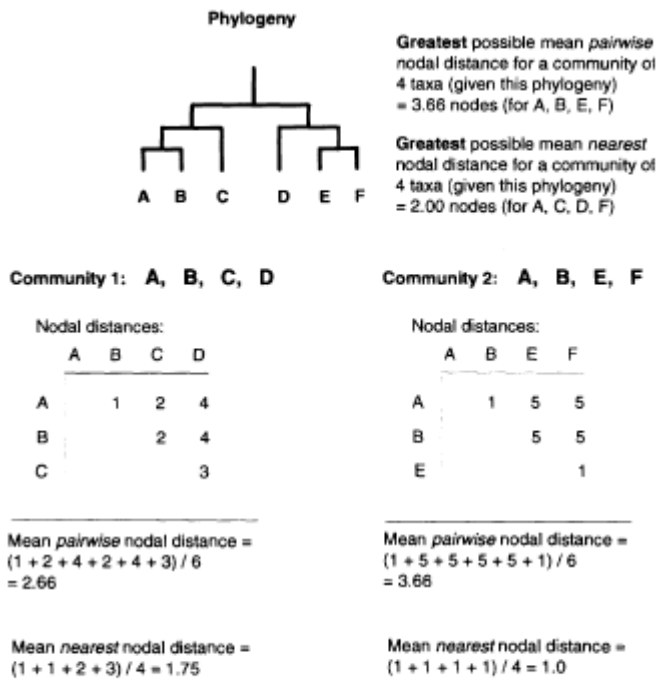 Phylogeny
Greatest possible mean pairwise
nodal distance for a community of
4 taxa (given this phylogeny)
= 3.66 nodes (for A, B, E, F)
Greatest possible mean nearest
nodal distance for a community of
4 taxa (given this phylogeny)
= 2.00 nodes (for A, C, D, F)
A B C D E F
Community 1: A, B, C, D
Nodal distances:
A B C D
A 1 2 4
B 2 4
C 3
Mean pairwise nodal distance =
(1 + 2 + 4 + 2 + 4 + 3) / 6
= 2.66
Mean nearest nodal distance =
(1 + 1 + 2 + 3) / 4 = 1.75
Community 2: A, B, E, F
Nodal distances:
A B E F
A 1 5 5
B 5 5
E 1
Mean pairwise nodal distance =
(1 + 5 + 5 + 5 + 5 + 1) / 6
= 3.66
Mean nearest nodal distance =
(1 + 1 + 1 + 1) / 4 = 1.0